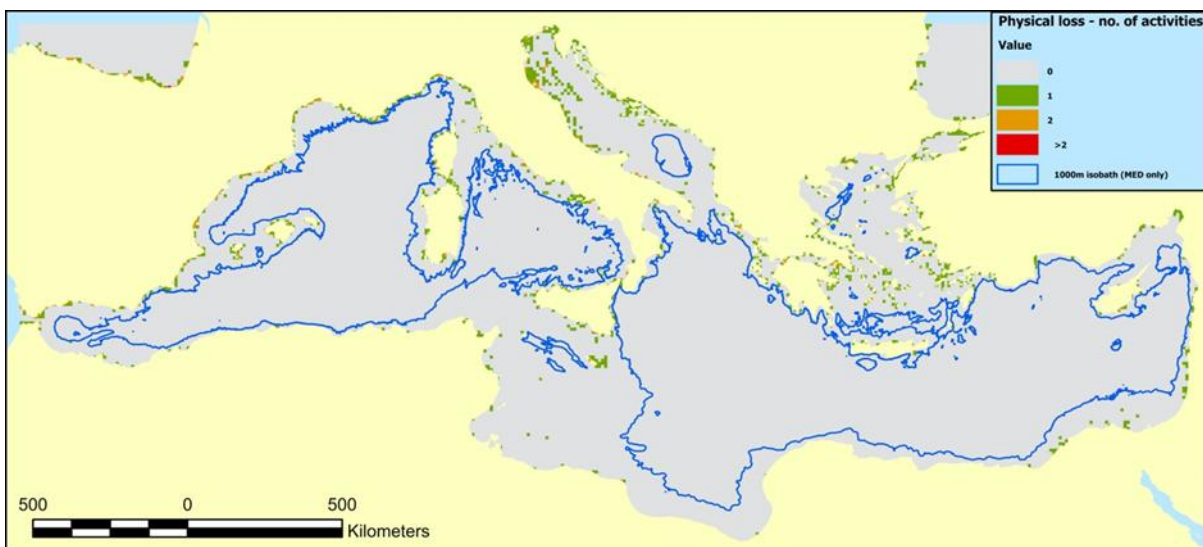 Physical loss - no. of activities
Value
0
1
2
>2
1000m isobath (MED only)
500 0 500
Kilometers